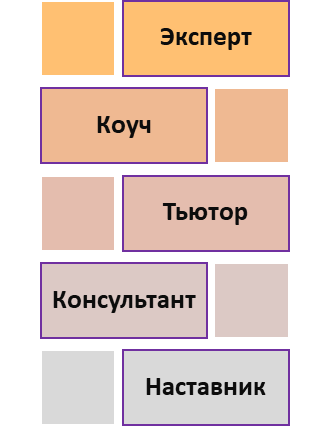 Эксперт
Коуч
Тьютор
Консультант
Наставник